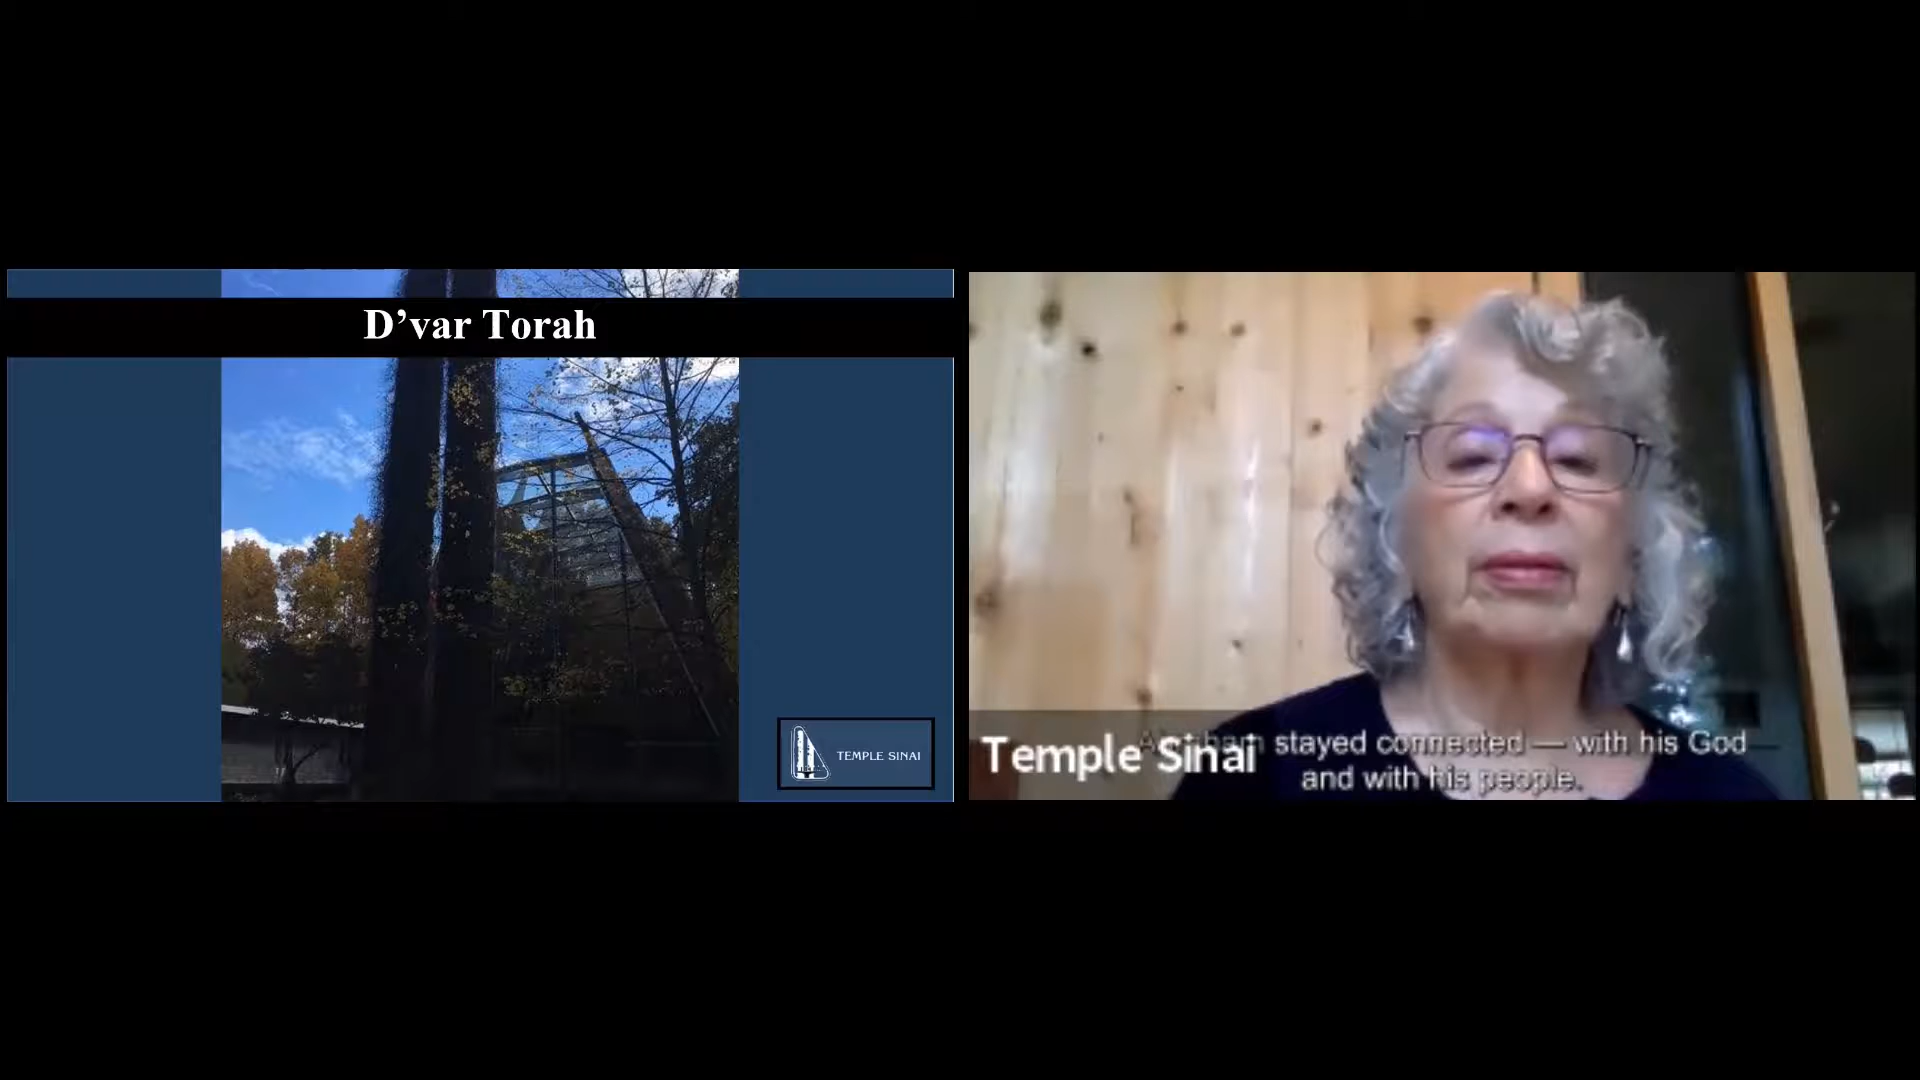 D’var Torah
TEMPLE SINAI
Temple Sinai
stayed connected — with his God
and with his people.